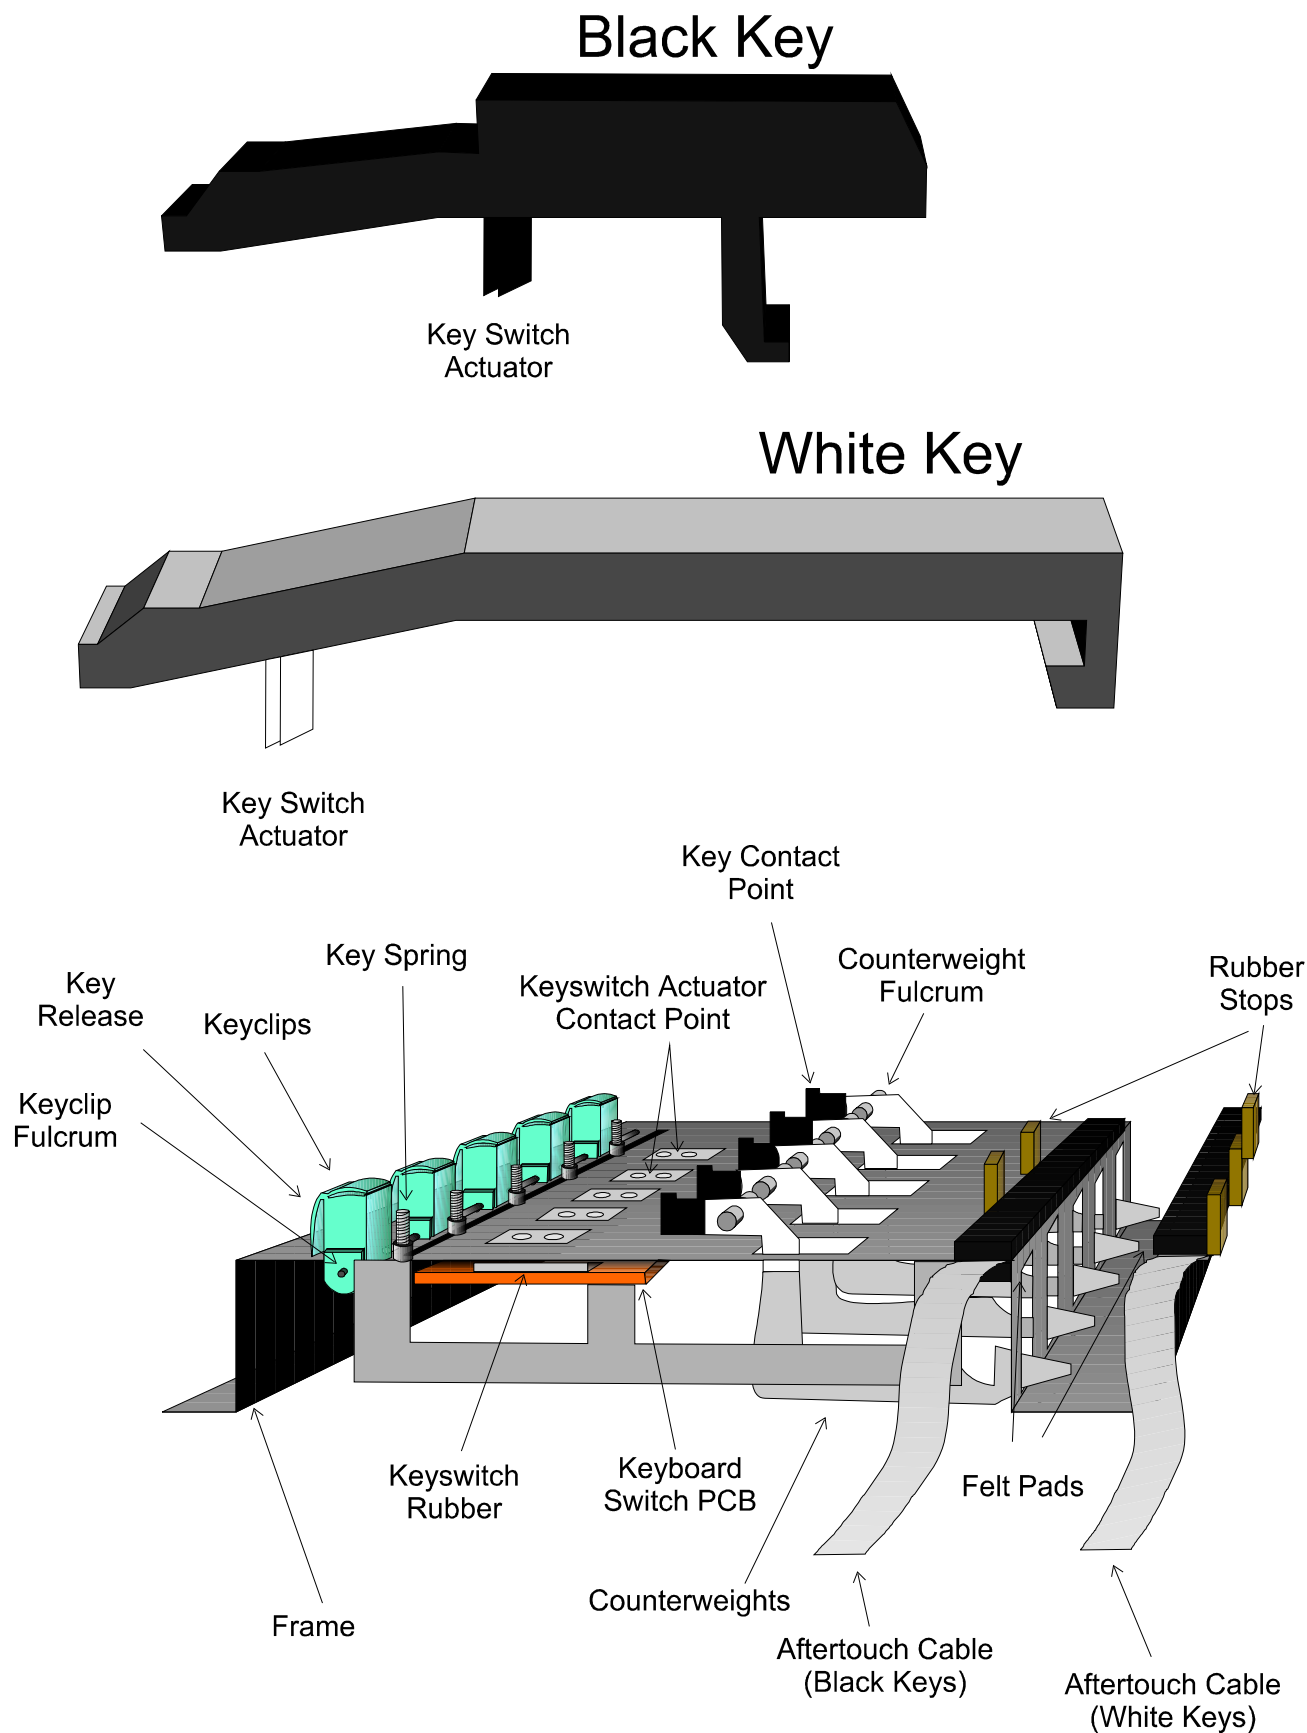 Black Key
Key Switch
Actuator
White Key
Key Switch
Actuator
Key Contact
Point
Key Spring
Counterweight
Fulcrum
Rubber
Stops
Key
Release
Keyclips
Keyswitch Actuator
Contact Point
Keyclip
Fulcrum
Keyswitch
Rubber
Keyboard
Switch PCB
Felt Pads
Counterweights
Frame
Aftertouch Cable
(Black Keys)
Aftertouch Cable
(White Keys)